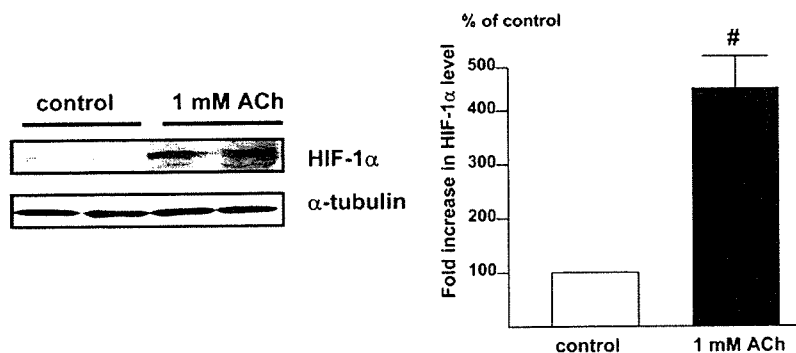 control 1 mM ACh
HIF-1α
α-tubulin
% of control
#
Fold increase in HIF-1α level
500
400
300
200
100
control 1 mM ACh